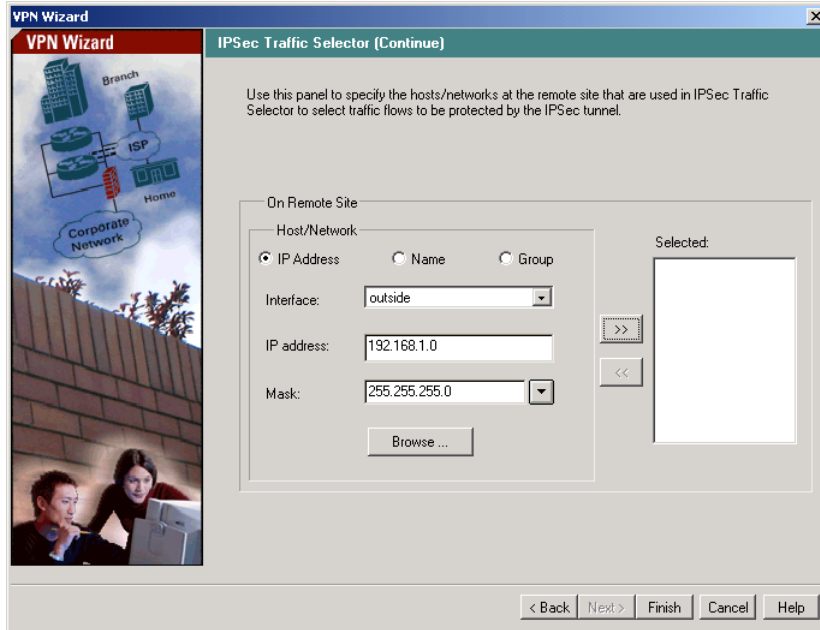 VPN Wizard
VPN Wizard
IPSec Traffic Selector (Continue)
Branch
ISP
Home
Corporate
Network
Use this panel to specify the hosts/networks at the remote site that are used in IPSec Traffic
Selector to select traffic flows to be protected by the IPSec tunnel.
On Remote Site
Host/Network
IP Address Name Group
Interface: outside
IP address: 192.168.1.0
Mask: 255.255.255.0
Browse ...
>>
<<
Selected:
< Back Next > Finish Cancel Help